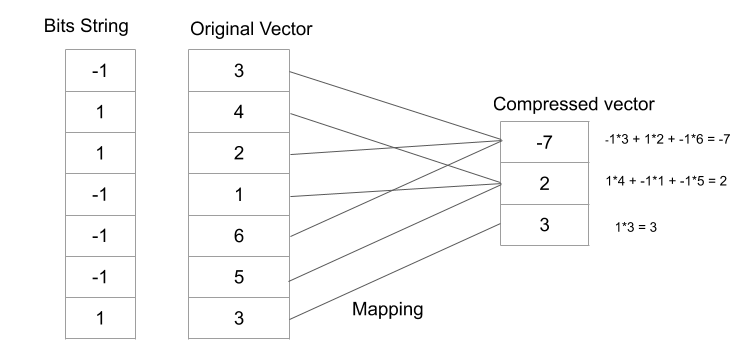 Bits String Original Vector
-1 3
1 4
Compressed vector
1 2 -7 -1*3 + 1*2 + -1*6 = -7
-1 1 2 1*4 + -1*1 + -1*5 = 2
-1 6 3 1*3 = 3
-1 5
1 3 Mapping